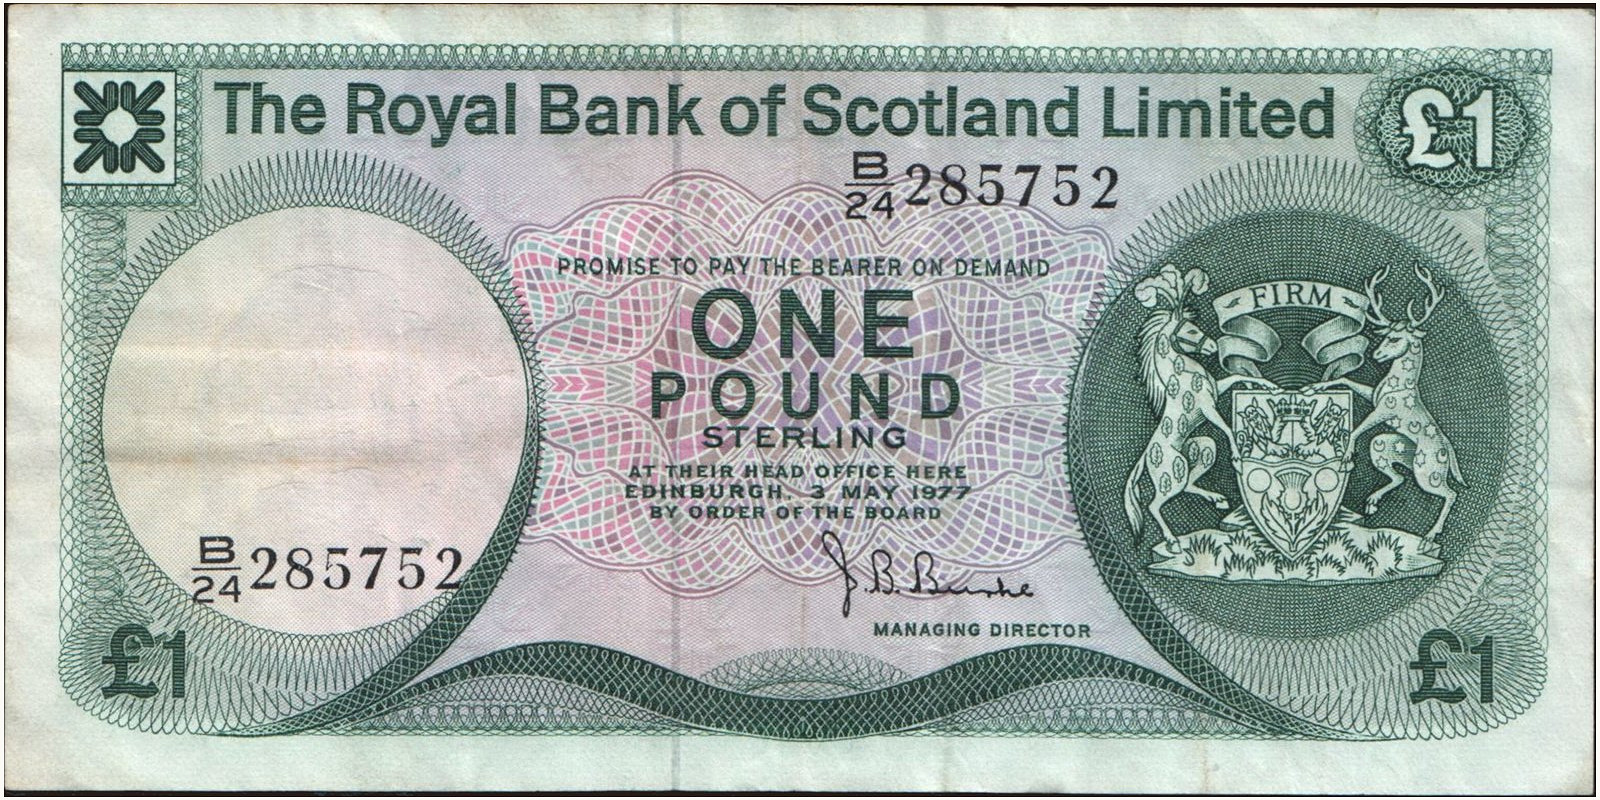 The Royal Bank of Scotland Limited
£1
B/24 285752
PROMISE TO PAY THE BEARER ON DEMAND
ONE
POUND
STERLING
AT THEIR HEAD OFFICE HERE
EDINBURGH, 3 MAY 1977
BY ORDER OF THE BOARD
J. B. Burke
MANAGING DIRECTOR
FIRM
B/24 285752
£1
£1